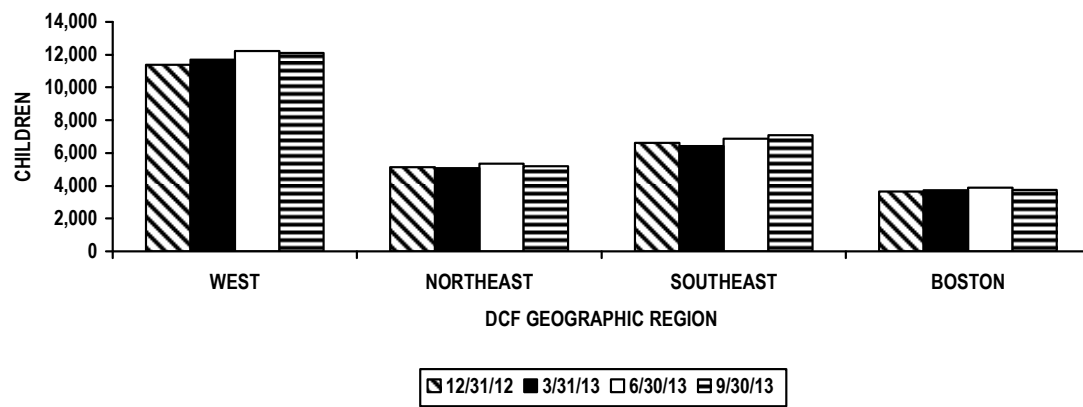 14,000
12,000
10,000
8,000
6,000
4,000
2,000
0
CHILDREN
WEST NORTHEAST SOUTHEAST BOSTON
DCF GEOGRAPHIC REGION
12/31/12 3/31/13 6/30/13 9/30/13